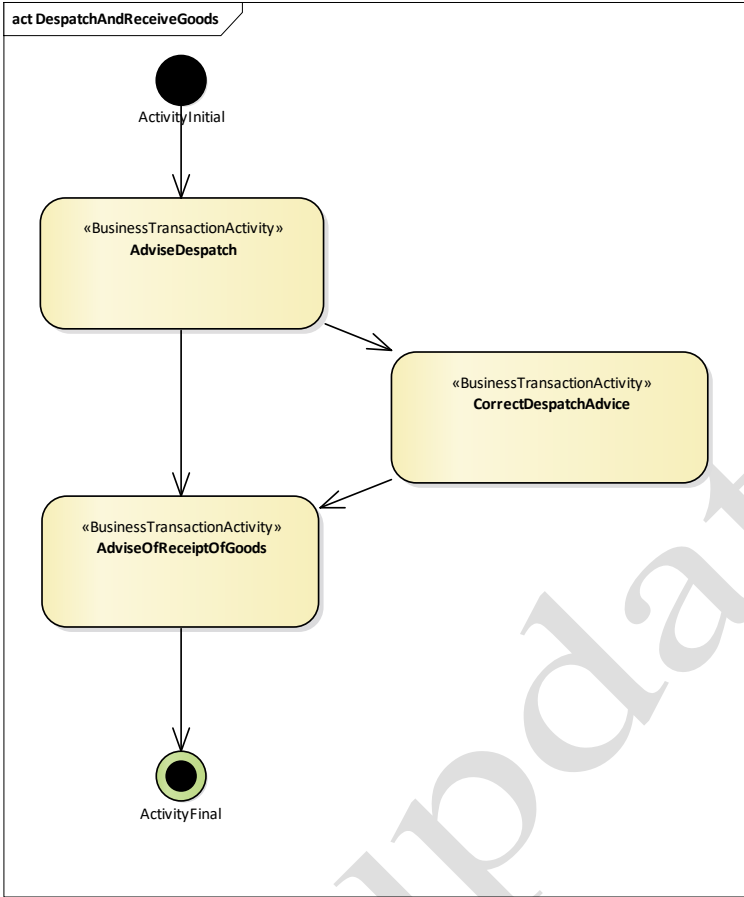 act DespatchAndReceiveGoods
ActivityInitial
«BusinessTransactionActivity»
AdviseDespatch
«BusinessTransactionActivity»
CorrectDespatchAdvice
«BusinessTransactionActivity»
AdviseOfReceiptOfGoods
ActivityFinal